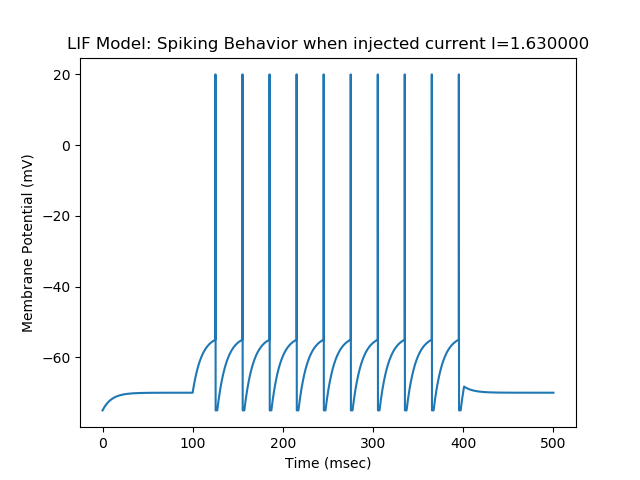 LIF Model: Spiking Behavior when injected current I=1.630000
20
0
−20
−40
−60
Membrane Potential (mV)
0 100 200 300 400 500
Time (msec)